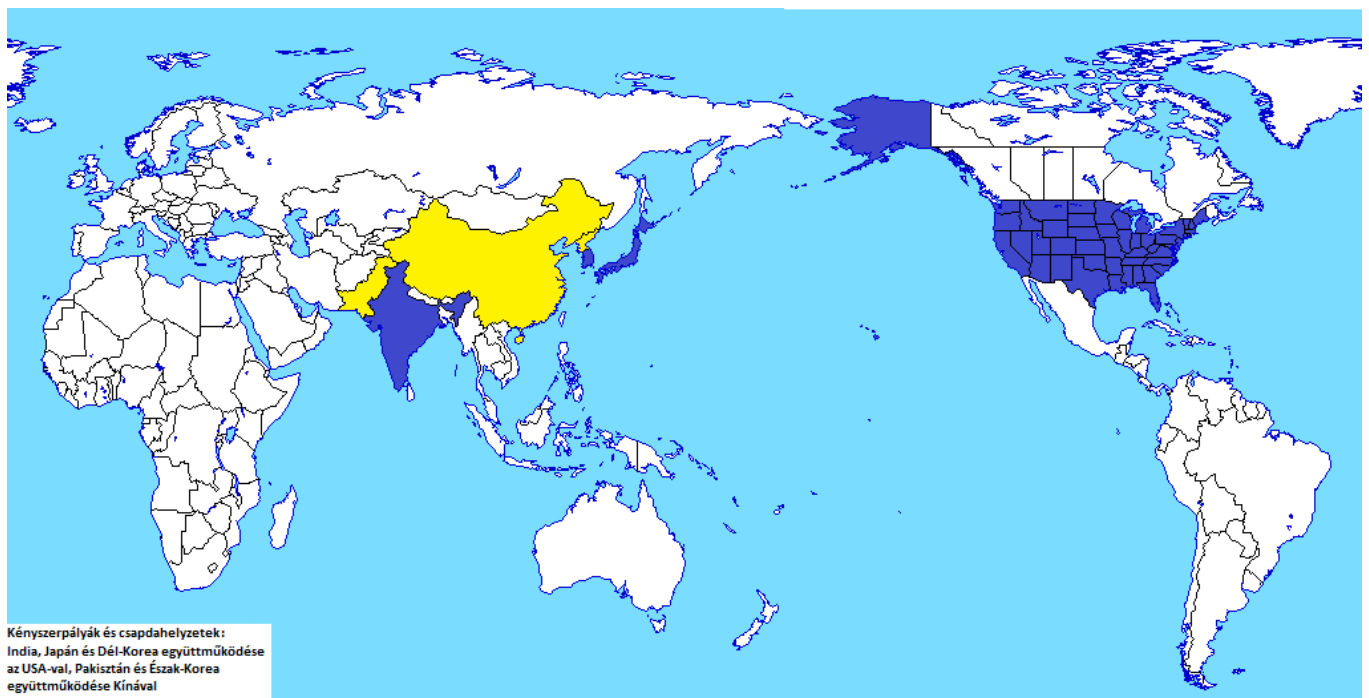 Kényszerpályák és csapdahelyzetek:
India, Japán és Dél-Korea együttműködése
az USA-val, Pakisztán és Észak-Korea
együttműködése Kínával